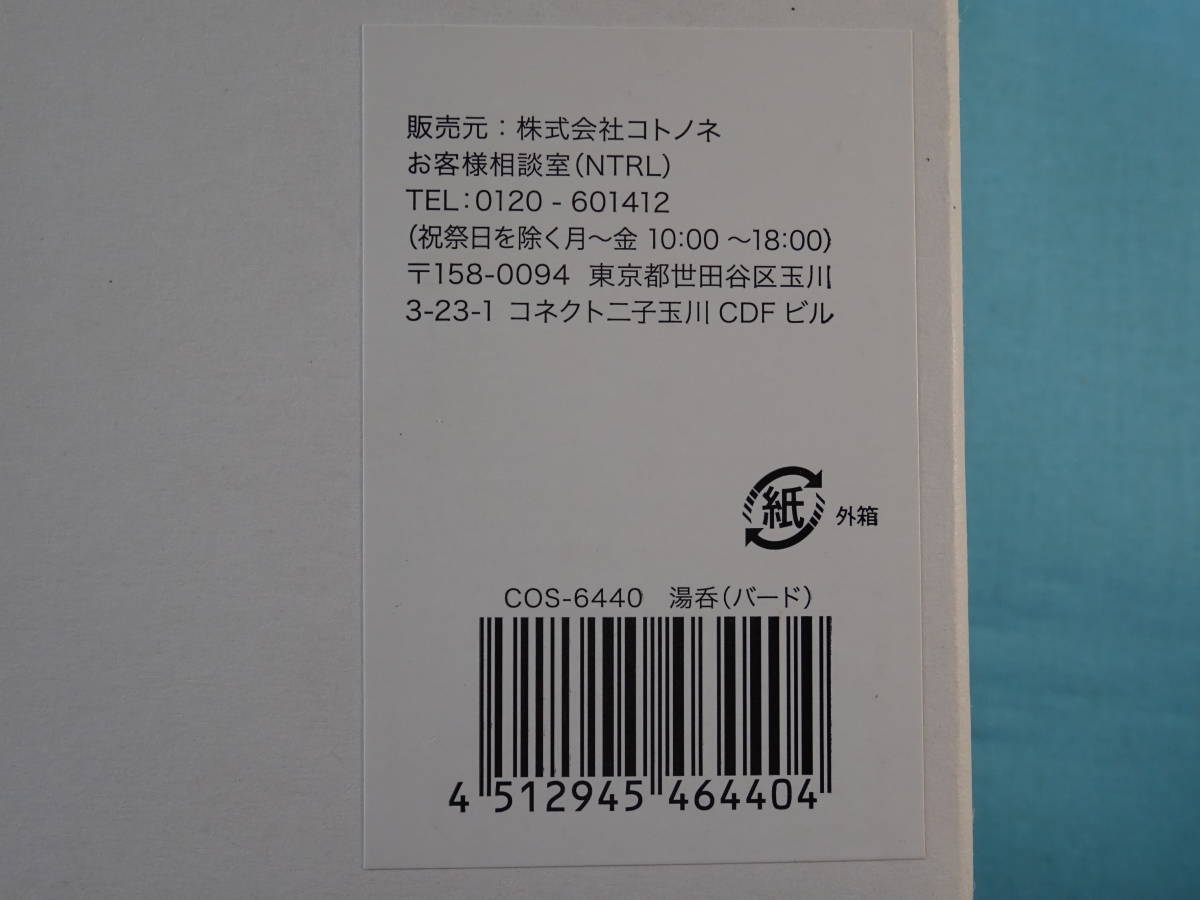 販売元：株式会社コトノネ
お客様相談室(NTRL)
TEL:0120 - 601412
(祝祭日を除く月～金 10:00 ～18:00)
〒158-0094 東京都世田谷区玉川
3-23-1 コネクト二子玉川 CDF ビル
紙 外箱
COS-6440 湯呑(バード)
4 512945 464404